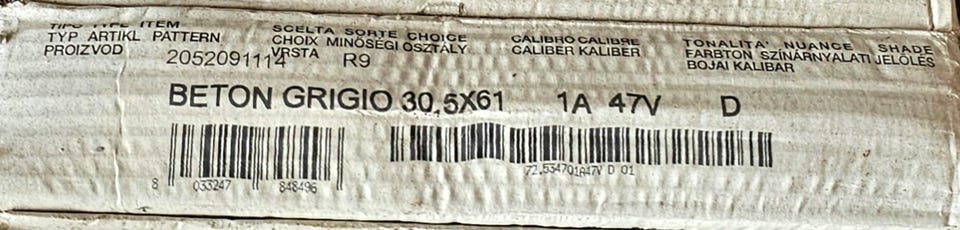 TIPO TYPE ITEM
TYP ARTIKL PATTERN
PROIZVOD
2052091114
SCELTA SORTE CHOICE
CHOIX MINŐSÉGI OSZTÁLY
VRSTA R9
CALIBRO CALIBRE
CALIBER KALIBER
TONALITA' NUANCE SHADE
FARBTON SZÍNÁRNYALATI JELÖLÉS
BOJAI KALIBAR
BETON GRIGIO 30,5X61 1A 47V D
8 033247 848496
72.534701A47V D 01